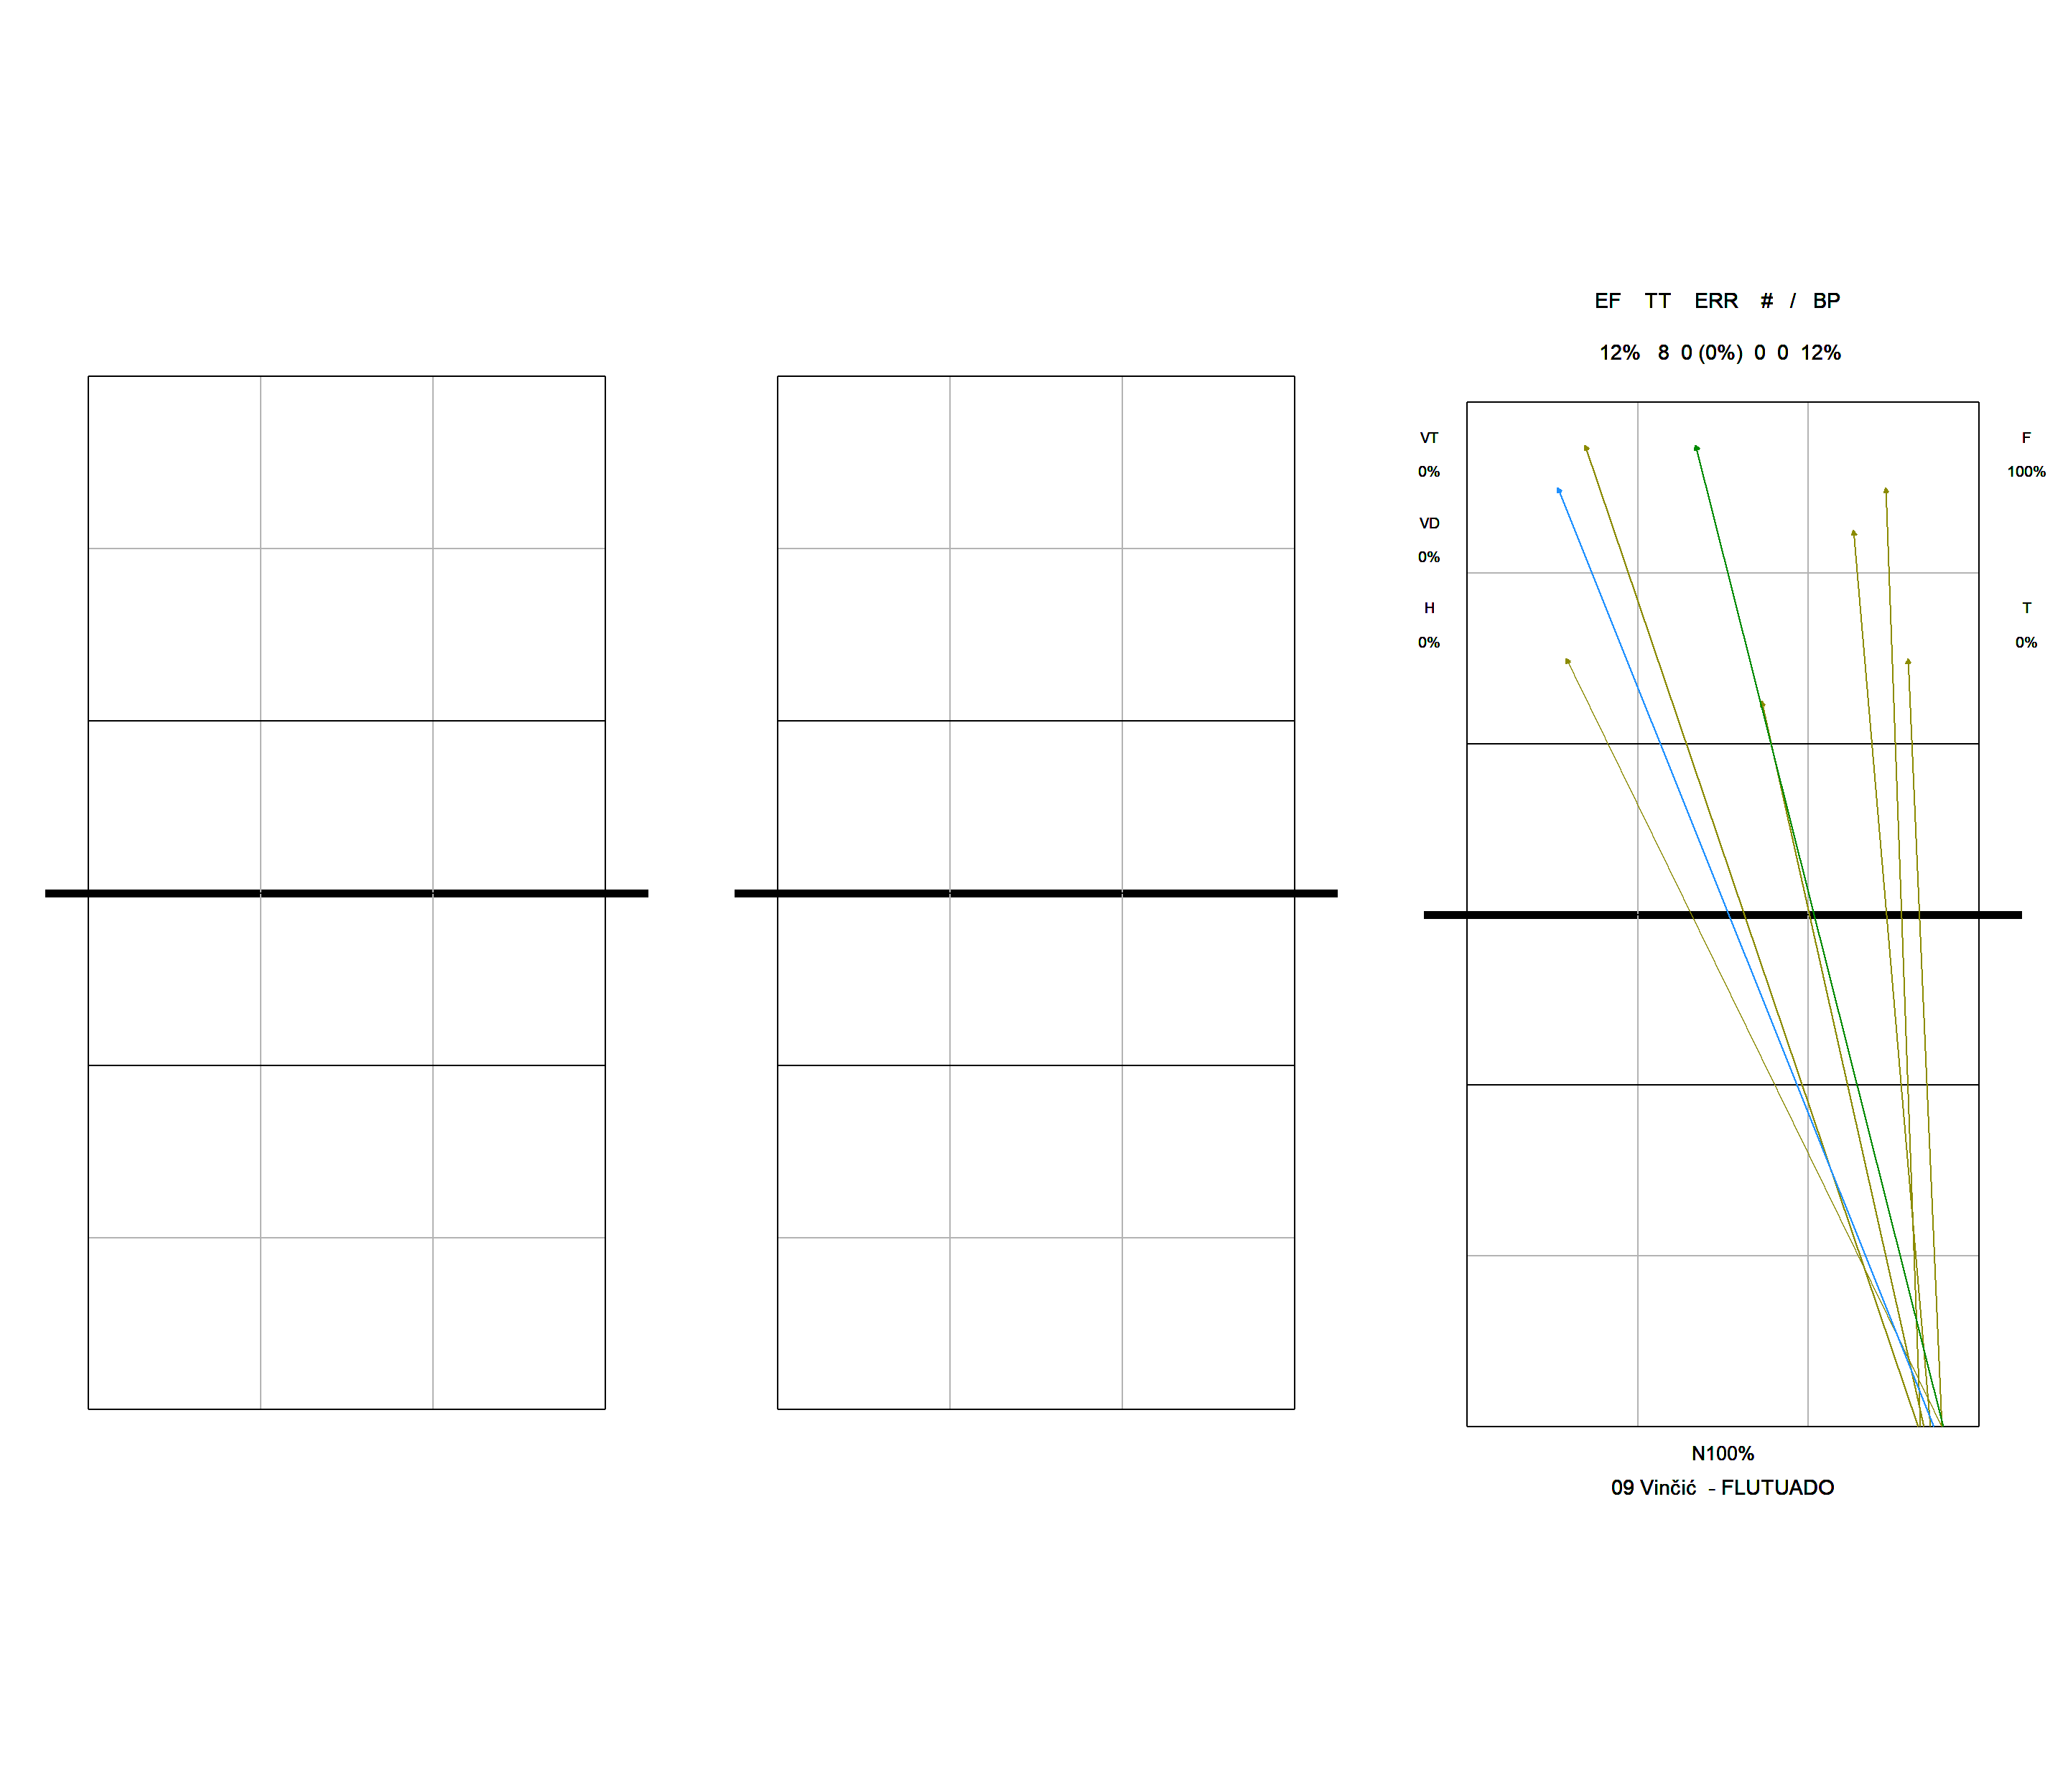 EF TT ERR # / BP
12% 8 0 (0%) 0 0 12%
VT
0%
VD
0%
H
0%
F
100%
T
0%
N100%
09 Vinčić - FLUTUADO